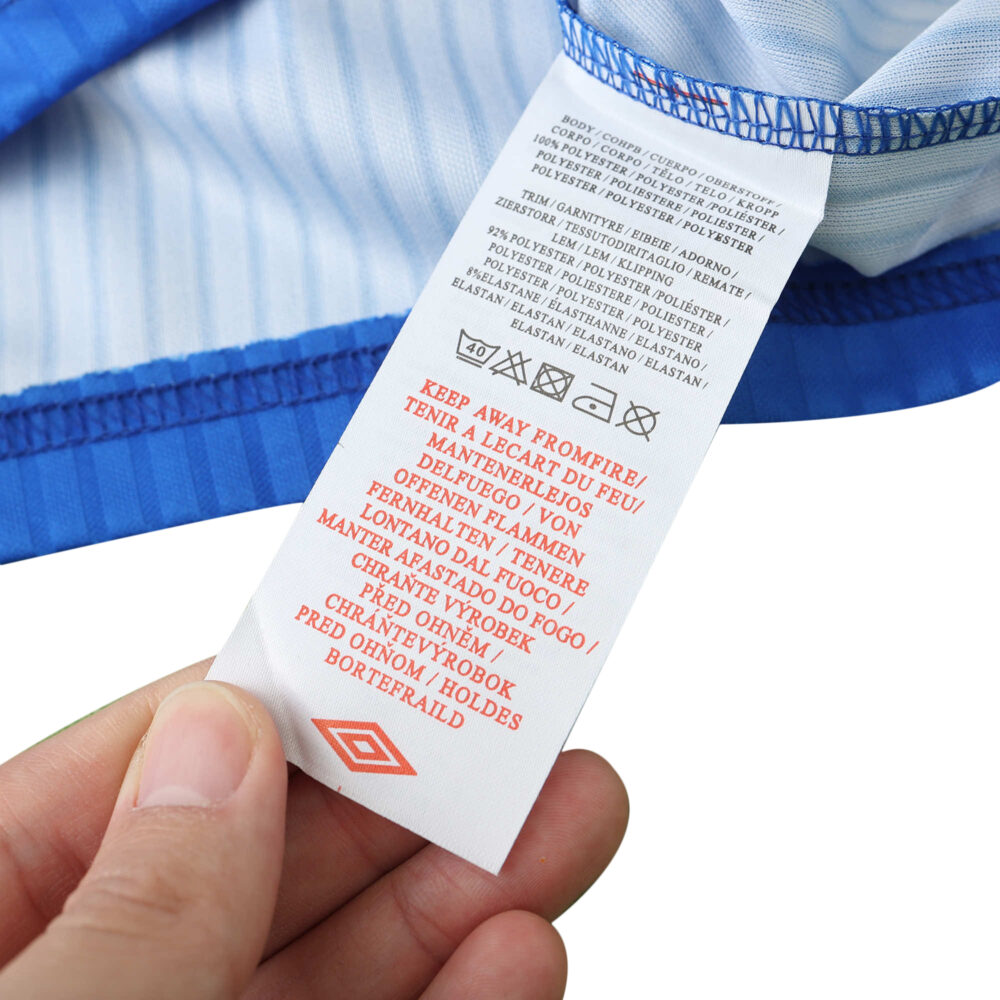 BODY / COHPB / CUERPO / OBERSTOFF /
CORPO / CORPO / TÉLO / TELO / KROPP
100% POLYESTER / POLYESTER /POLIÉSTER /
POLYESTER / POLIESTERE / POLIESTER /
POLYESTER / POLYESTER / POLYESTER
TRIM / GARNITYRE / EIBEIE / ADORNO /
ZIERSTORR / TESSUTODIRITAGLIO / REMATE /
LEM / LEM / KLIPPING
92% POLYESTER / POLYESTER /POLIÉSTER /
POLYESTER / POLIESTERE / POLIESTER /
POLYESTER / POLYESTER / POLYESTER
8%ELASTANE / ÉLASTHANNE / ELASTANO /
ELASTAN / ELASTANO / ELASTANO /
ELASTAN / ELASTAN / ELASTAN
40
KEEP AWAY FROMFIRE/
TENIR A LECART DU FEU/
MANTENERLEJOS
DELFUEGO / VON
OFFENEN FLAMMEN
FERNHALTEN / TENERE
LONTANO DAL FUOCO /
MANTER AFASTADO DO FOGO /
CHRAŇTE VÝROBEK
PŘED OHNĚM /
CHRÁŇTEVÝROBOK
PRED OHŇOM / HOLDES
BORTEFRAILD